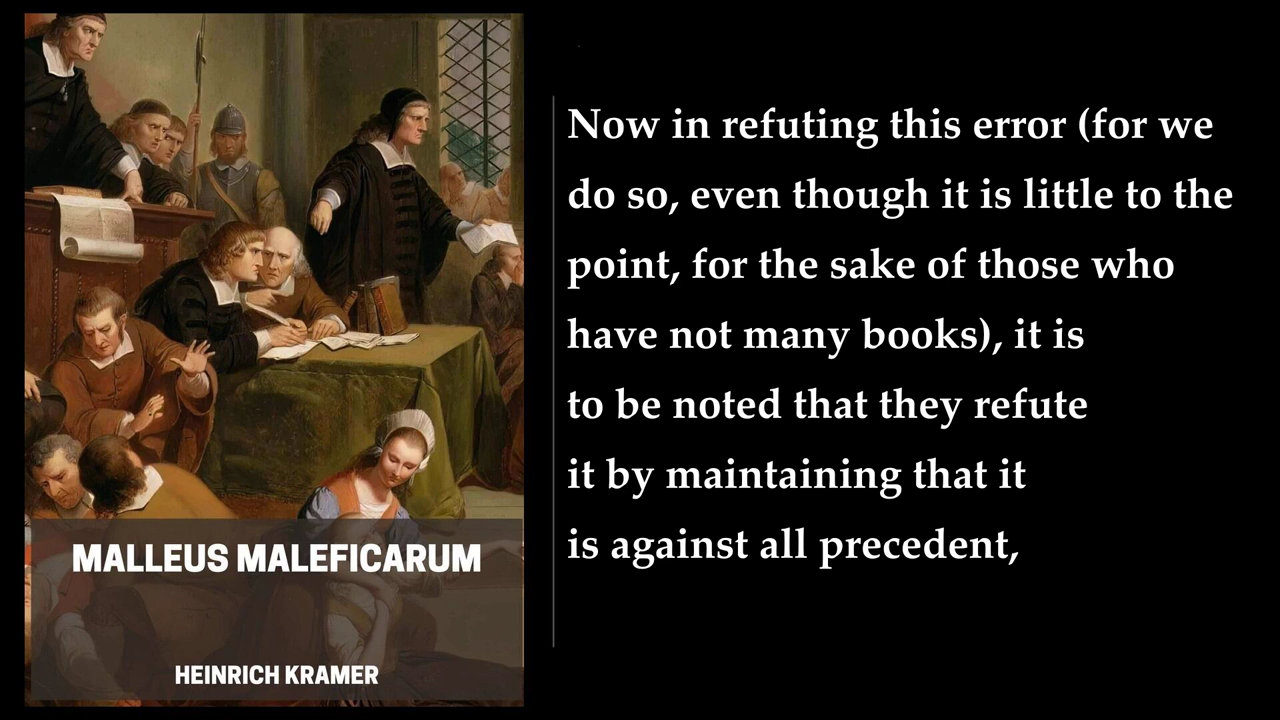 MALLEUS MALEFICARUM
HEINRICH KRAMER
Now in refuting this error (for we
do so, even though it is little to the
point, for the sake of those who
have not many books), it is
to be noted that they refute
it by maintaining that it
is against all precedent,